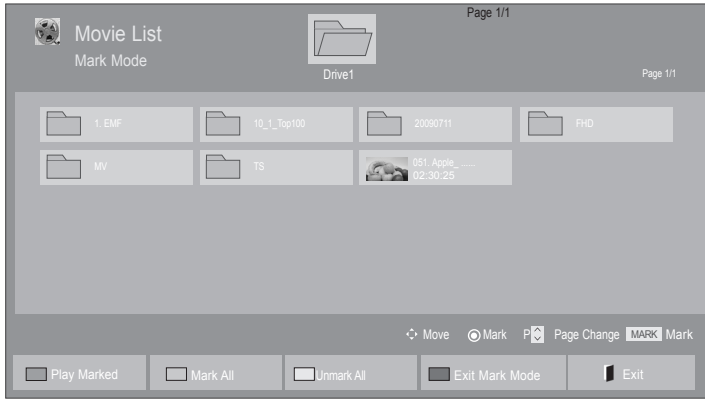 Page 1/1
Movie List
Mark Mode
Drive1
Page 1/1
1. EMF
10_1_Top100
20090711
FHD
MV
TS
051. Apple_ ......
02:30:25
Move
Mark
P
Page Change
MARK Mark
Play Marked
Mark All
Unmark All
Exit Mark Mode
Exit